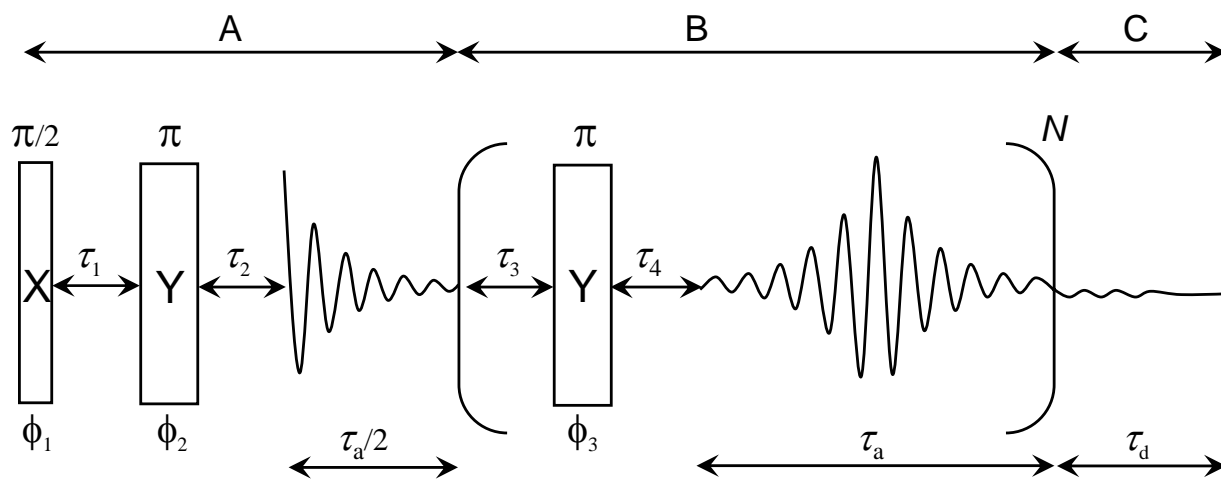 A B C
π/2 π π N
X τ1 Y τ2 τ3 Y τ4
ϕ1 ϕ2 ϕ3
τa/2 τa τd